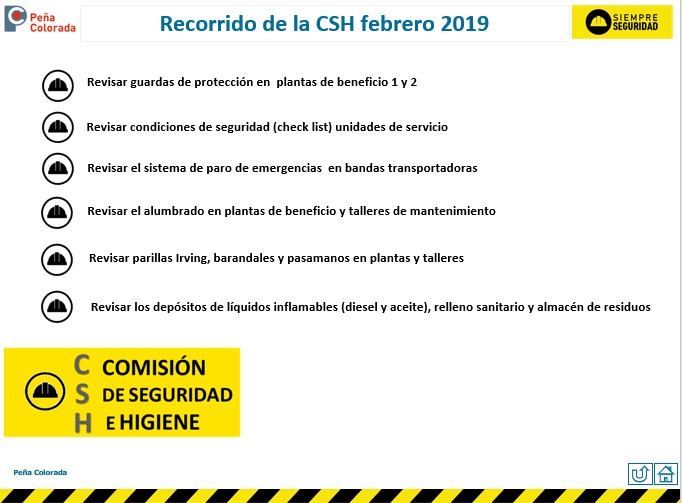 Peña
Colorada
Recorrido de la CSH febrero 2019
SIEMPRE
SEGURIDAD
Revisar guardas de protección en plantas de beneficio 1 y 2
Revisar condiciones de seguridad (check list) unidades de servicio
Revisar el sistema de paro de emergencias en bandas transportadoras
Revisar el alumbrado en plantas de beneficio y talleres de mantenimiento
Revisar parillas Irving, barandales y pasamanos en plantas y talleres
Revisar los depósitos de líquidos inflamables (diesel y aceite), relleno sanitario y almacén de residuos
C COMISIÓN
S DE SEGURIDAD
H E HIGIENE
Peña Colorada